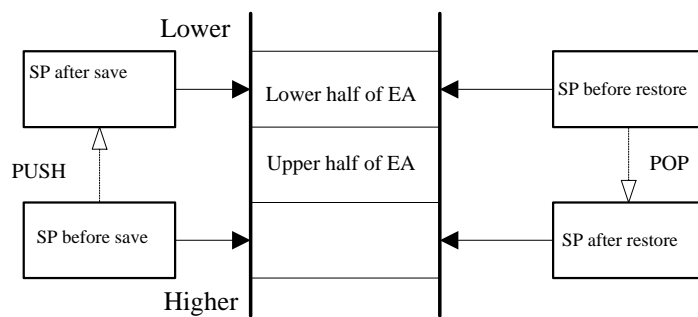 Lower
SP after save
Lower half of EA
SP before restore
Upper half of EA
PUSH
POP
SP before save
SP after restore
Higher